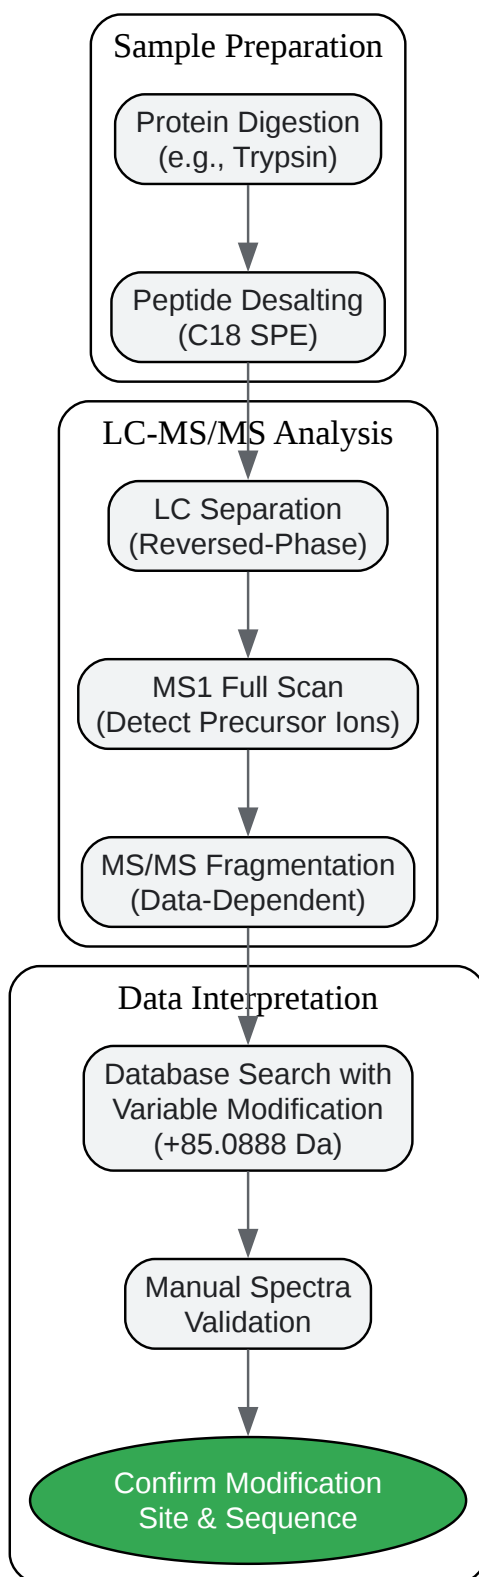 Sample Preparation
Protein Digestion
(e.g., Trypsin)
Peptide Desalting
(C18 SPE)
LC-MS/MS Analysis
LC Separation
(Reversed-Phase)
MS1 Full Scan
(Detect Precursor Ions)
MS/MS Fragmentation
(Data-Dependent)
Data Interpretation
Database Search with
Variable Modification
(+85.0888 Da)
Manual Spectra
Validation
Confirm Modification
Site & Sequence